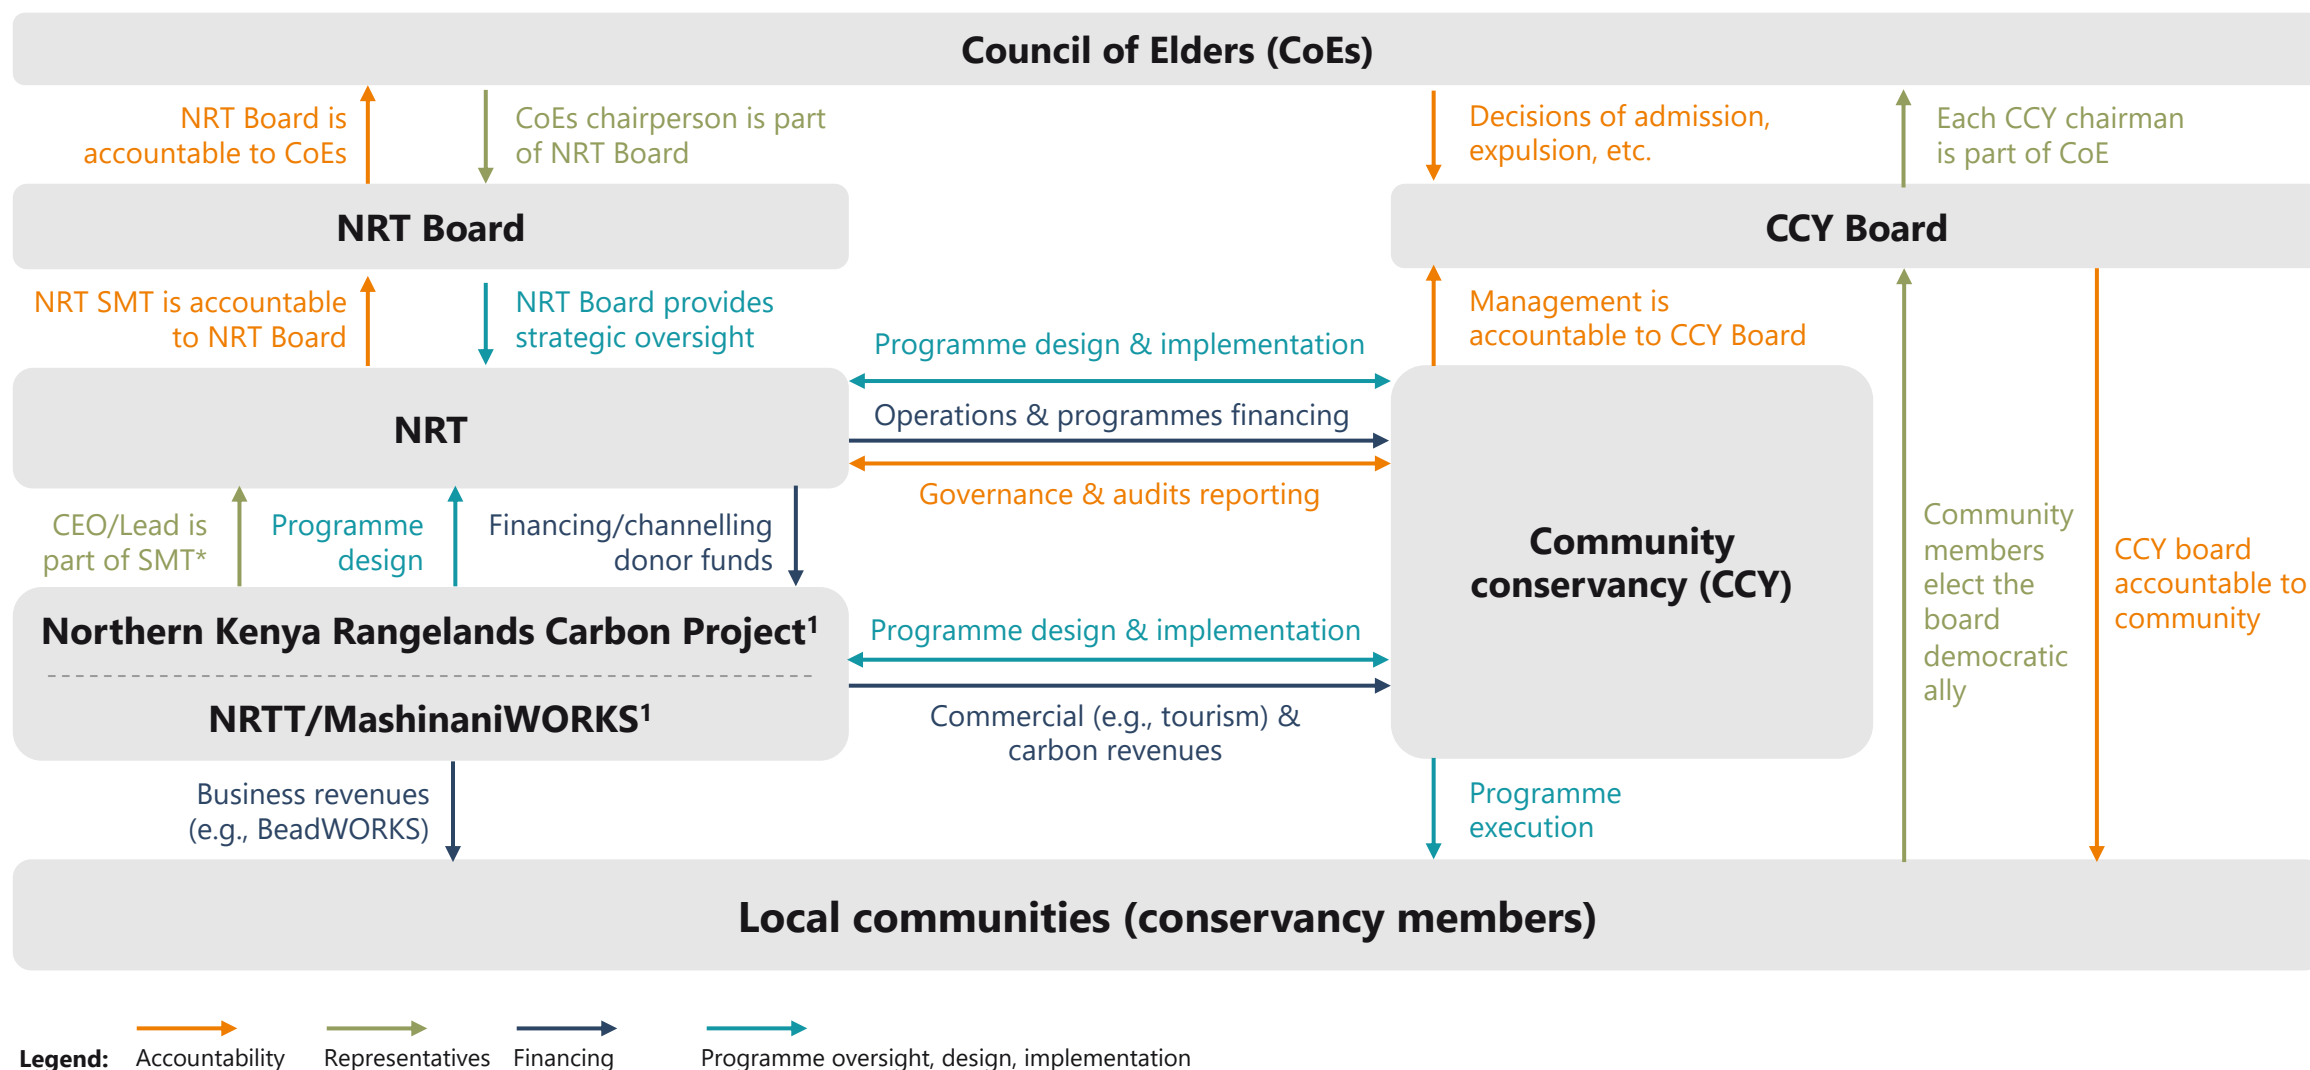 Council of Elders (CoEs)
NRT Board is
accountable to CoEs
CoEs chairperson is part
of NRT Board
Decisions of admission,
expulsion, etc.
Each CCY chairman
is part of CoE
NRT Board
CCY Board
NRT SMT is accountable
to NRT Board
NRT Board provides
strategic oversight
Programme design & implementation
Management is
accountable to CCY Board
NRT
Operations & programmes financing
Governance & audits reporting
CEO/Lead is
part of SMT*
Programme
design
Financing/channelling
donor funds
Community
conservancy (CCY)
Community
members
elect the
board
democratic
ally
CCY board
accountable to
community
Northern Kenya Rangelands Carbon Project¹
NRTT/MashinaniWORKS¹
Programme design & implementation
Commercial (e.g., tourism) &
carbon revenues
Business revenues
(e.g., BeadWORKS)
Programme
execution
Local communities (conservancy members)
Legend: Accountability Representatives Financing Programme oversight, design, implementation